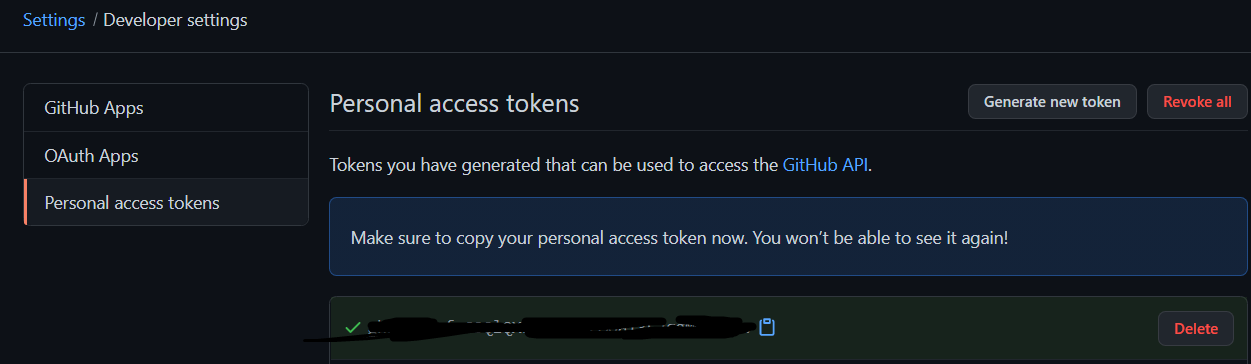 Settings / Developer settings
GitHub Apps
OAuth Apps
Personal access tokens
Personal access tokens
Generate new token
Revoke all
Tokens you have generated that can be used to access the GitHub API.
Make sure to copy your personal access token now. You won’t be able to see it again!
Delete